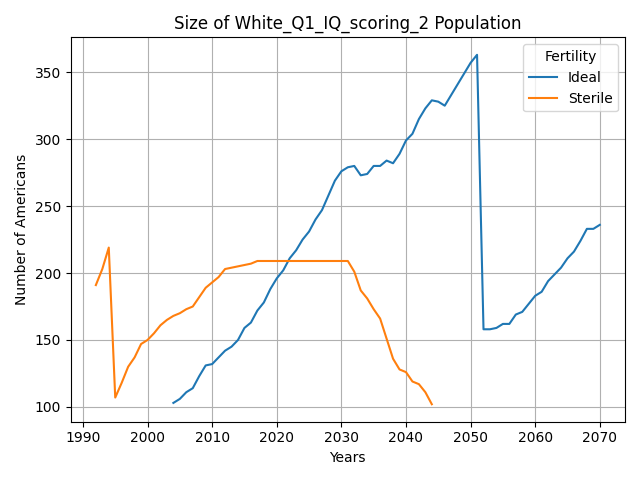 Size of White_Q1_IQ_scoring_2 Population
Number of Americans
350
300
250
200
150
100
Fertility
Ideal
Sterile
1990 2000 2010 2020 2030 2040 2050 2060 2070
Years